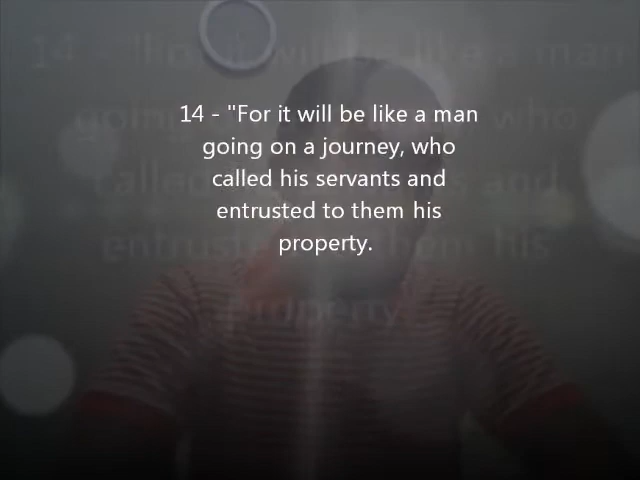 14 - "For it will be like a man
going on a journey, who
called his servants and
entrusted to them his
property.